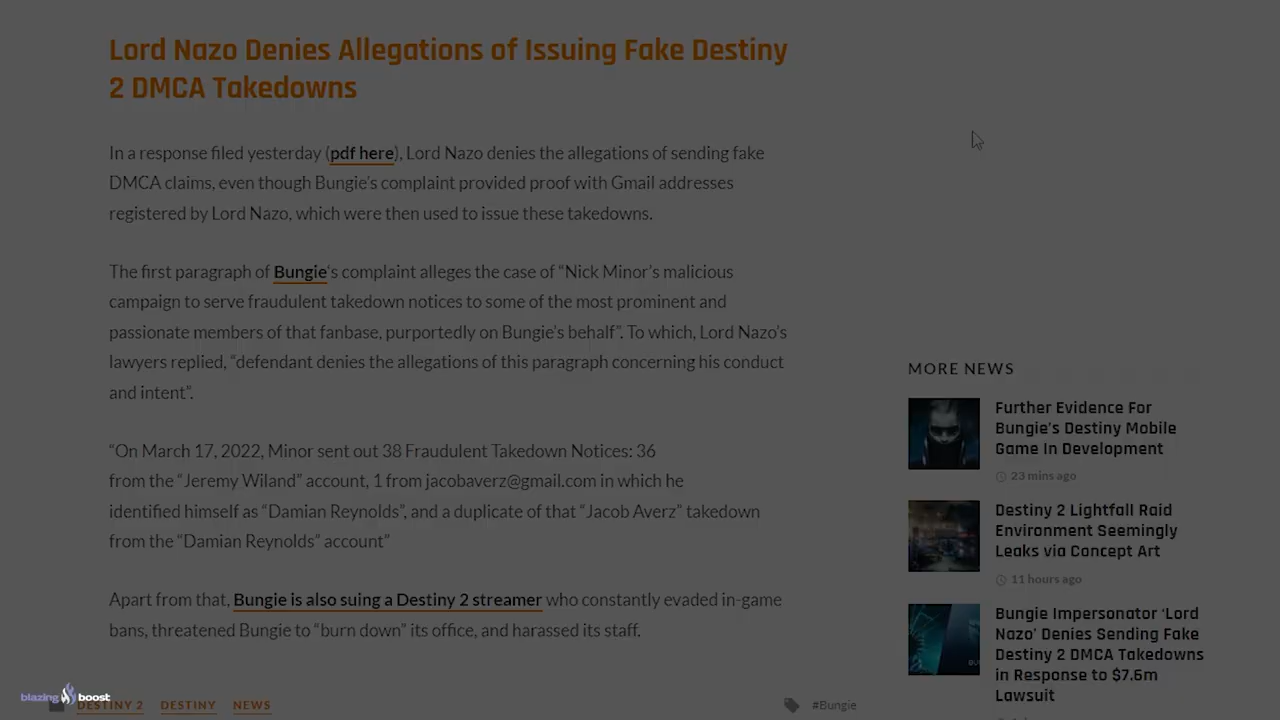 Lord Nazo Denies Allegations of Issuing Fake Destiny
2 DMCA Takedowns
In a response filed yesterday (pdf here), Lord Nazo denies the allegations of sending fake
DMCA claims, even though Bungie's complaint provided proof with Gmail addresses
registered by Lord Nazo, which were then used to issue these takedowns.
The first paragraph of Bungie's complaint alleges the case of “Nick Minor's malicious
campaign to serve fraudulent takedown notices to some of the most prominent and
passionate members of that fanbase, purportedly on Bungie's behalf”. To which, Lord Nazo's
lawyers replied, “defendant denies the allegations of this paragraph concerning his conduct
and intent”.
“On March 17, 2022, Minor sent out 38 Fraudulent Takedown Notices: 36
from the “Jeremy Wiland” account, 1 from jacobaverz@gmail.com in which he
identified himself as “Damian Reynolds”, and a duplicate of that “Jacob Averz” takedown
from the “Damian Reynolds” account”
Apart from that, Bungie is also suing a Destiny 2 streamer who constantly evaded in-game
bans, threatened Bungie to “burn down” its office, and harassed its staff.
DESTINY 2 DESTINY NEWS
#Bungie
MORE NEWS
Further Evidence For
Bungie's Destiny Mobile
Game In Development
23 mins ago
Destiny 2 Lightfall Raid
Environment Seemingly
Leaks via Concept Art
11 hours ago
Bungie Impersonator ‘Lord
Nazo’ Denies Sending Fake
Destiny 2 DMCA Takedowns
in Response to $7.6m
Lawsuit
blazing boost